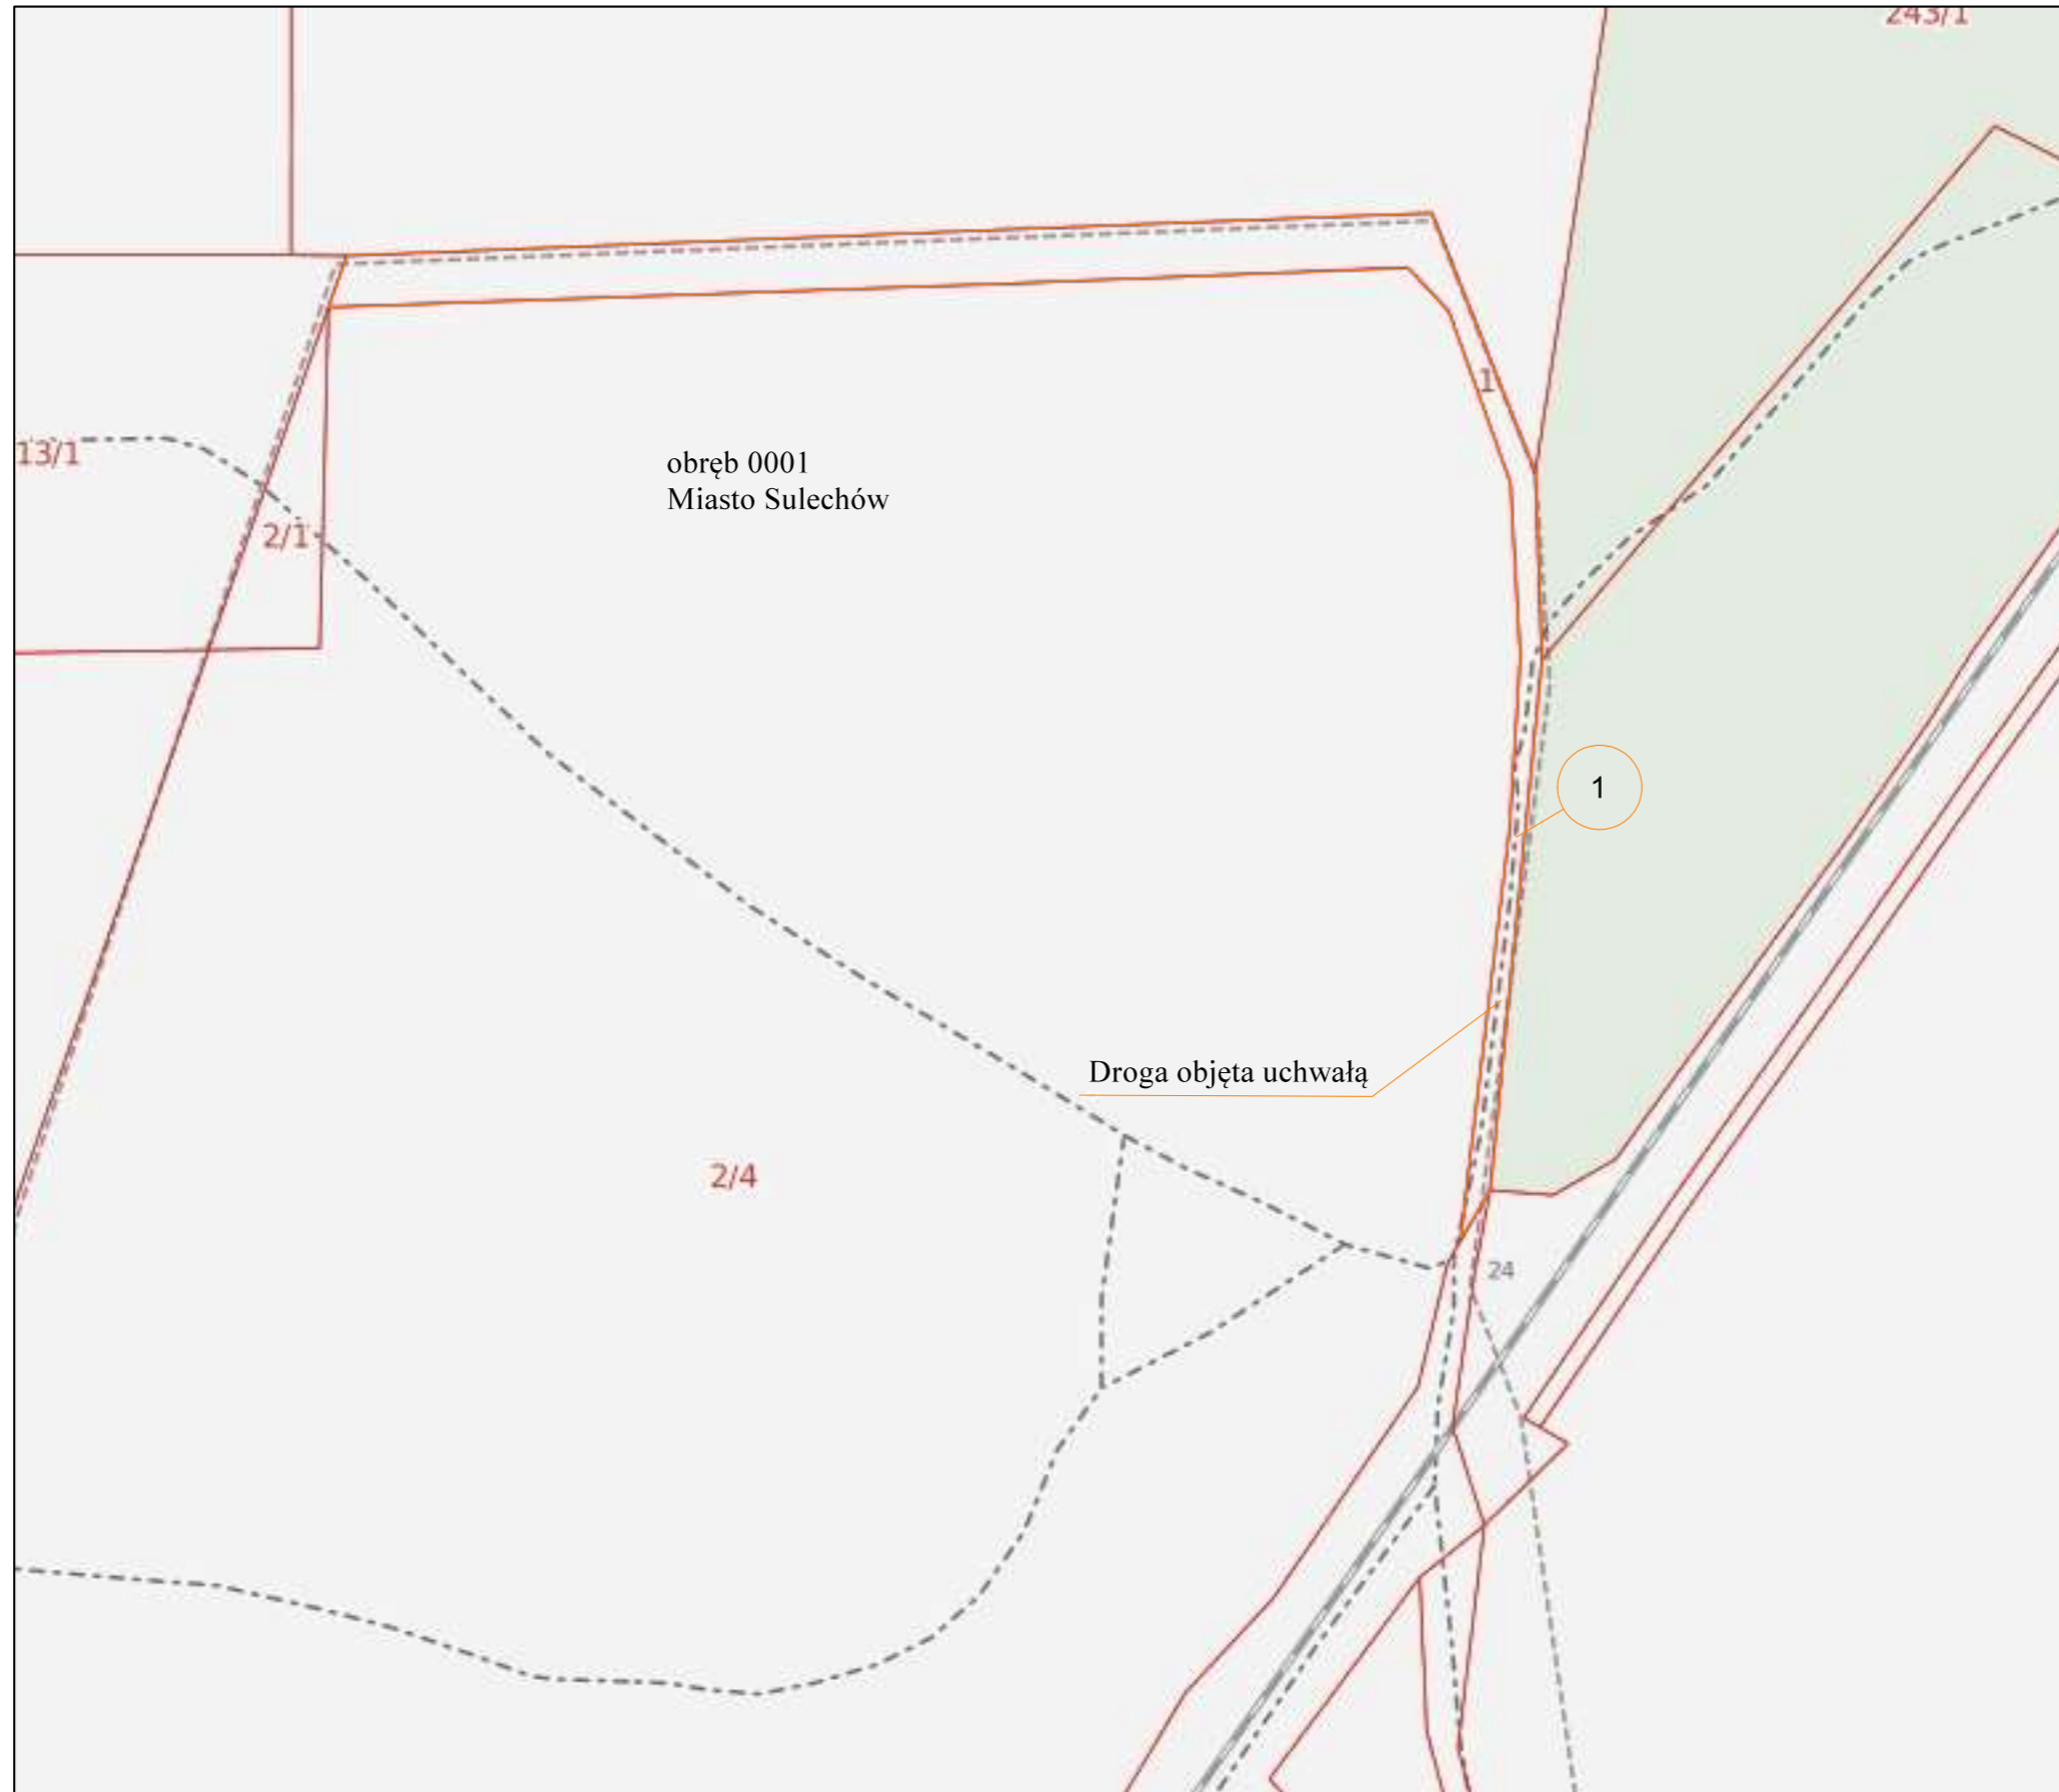 243/1
1
obręb 0001
Miasto Sulechów
13/1
2/1
1
Droga objęta uchwałą
2/4
24